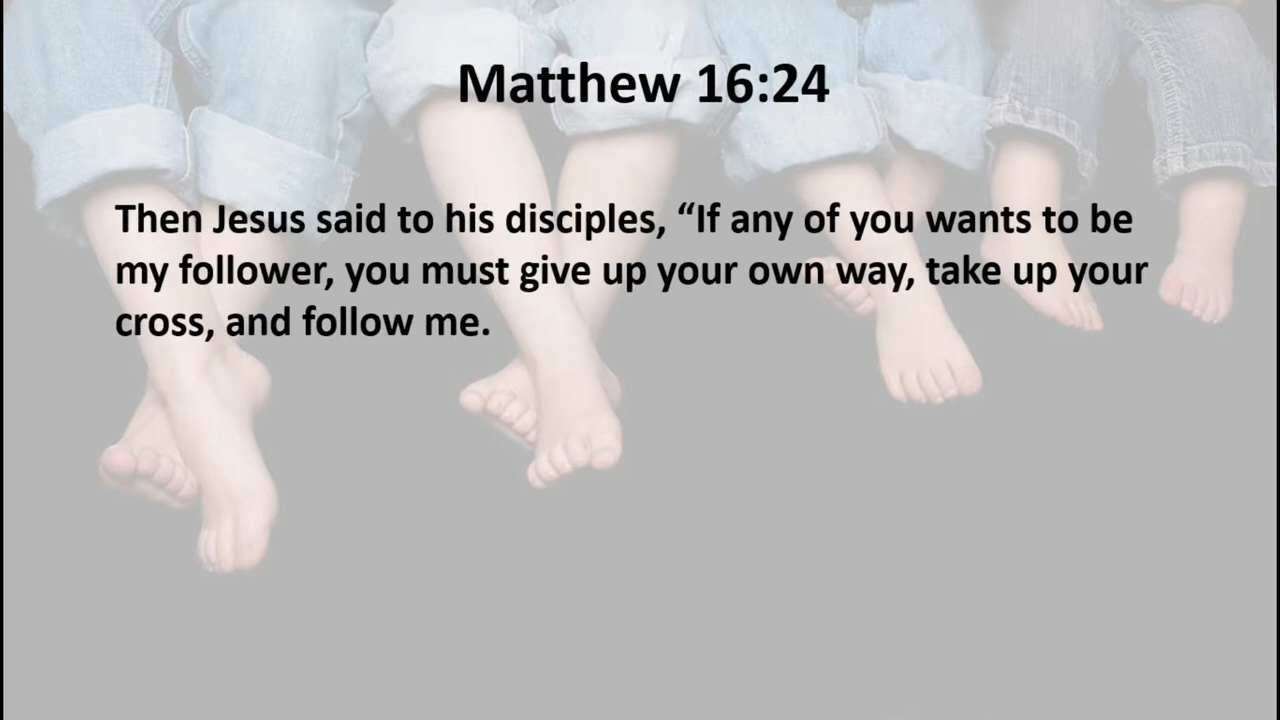 Matthew 16:24
Then Jesus said to his disciples, “If any of you wants to be
my follower, you must give up your own way, take up your
cross, and follow me.